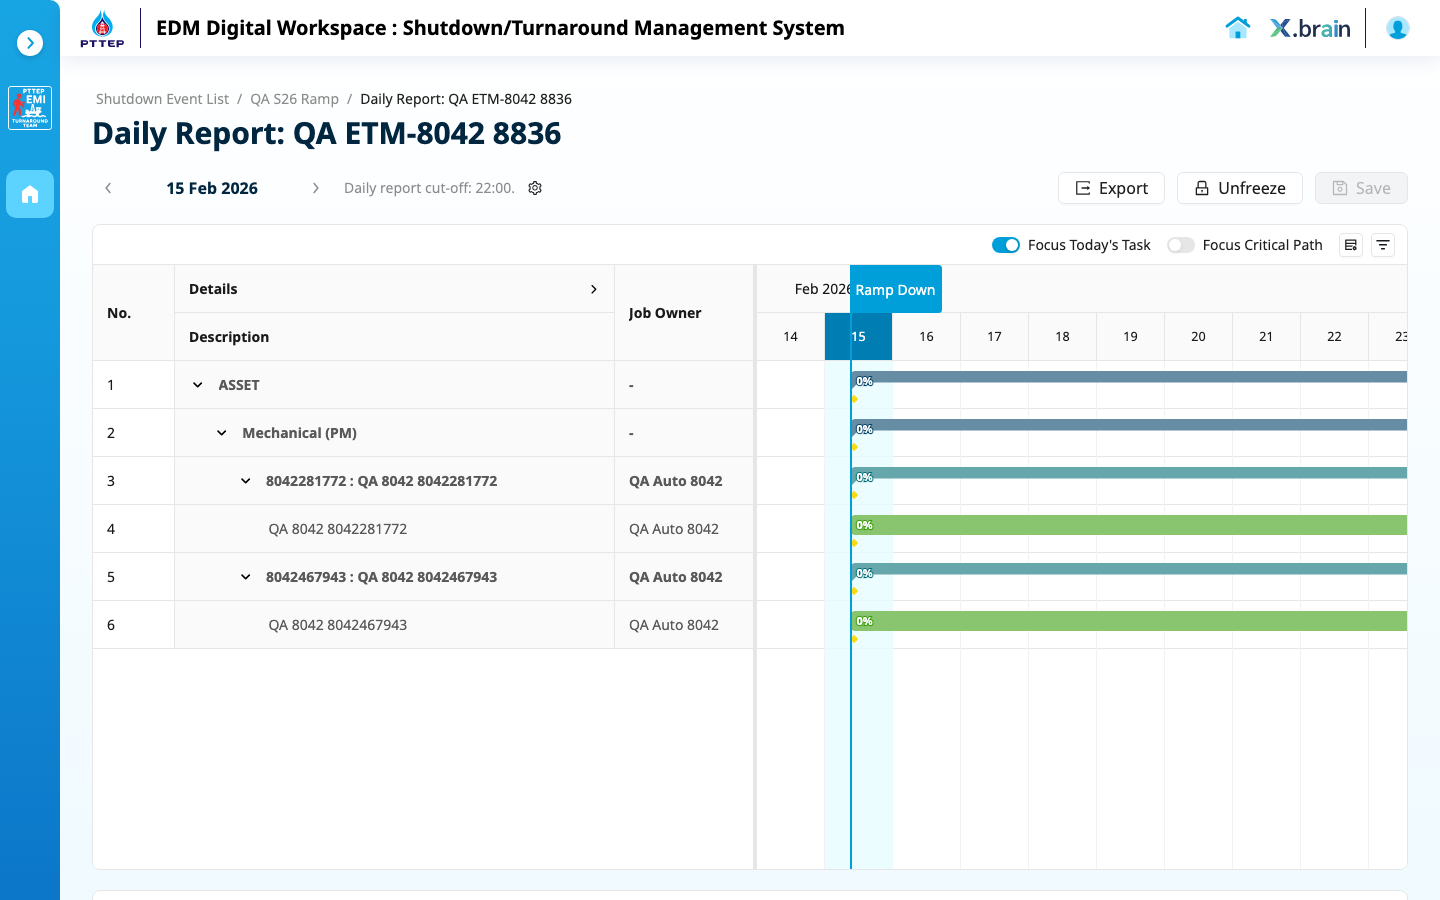 PTTEP
EDM Digital Workspace : Shutdown/Turnaround Management System
X.brain
PTTEP
EMI
TURNAROUND
TEAM
Shutdown Event List / QA S26 Ramp / Daily Report: QA ETM-8042 8836
Daily Report: QA ETM-8042 8836
15 Feb 2026
Daily report cut-off: 22:00.
Export
Unfreeze
Save
Focus Today's Task
Focus Critical Path
No.
Details
Description
Job Owner
Feb 2026
Ramp Down
14 15 16 17 18 19 20 21 22 23
1 ASSET - 0%
2 Mechanical (PM) - 0%
3 8042281772 : QA 8042 8042281772 QA Auto 8042 0%
4 QA 8042 8042281772 QA Auto 8042 0%
5 8042467943 : QA 8042 8042467943 QA Auto 8042 0%
6 QA 8042 8042467943 QA Auto 8042 0%